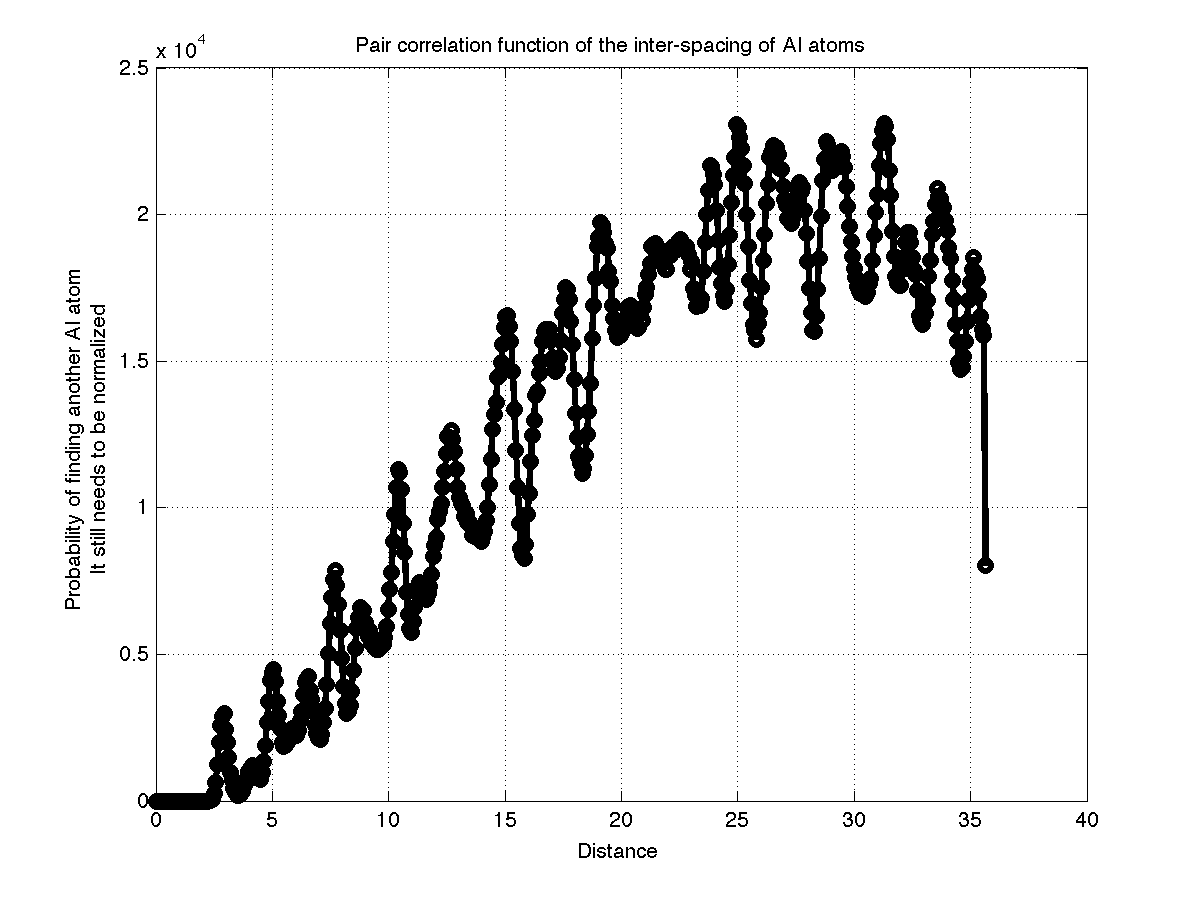 Pair correlation function of the inter-spacing of Al atoms
x 10^4
2.5
2
1.5
1
0.5
0
0 5 10 15 20 25 30 35 40
Distance
Probability of finding another Al atom
It still needs to be normalized